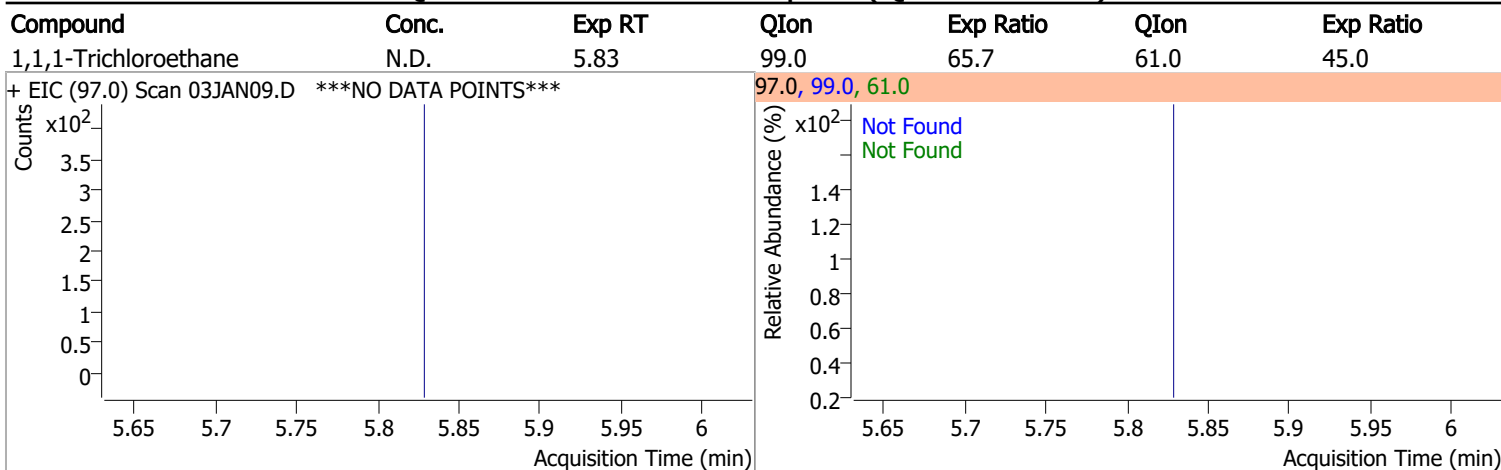 Compound Conc. Exp RT QIon Exp Ratio QIon Exp Ratio
1,1,1-Trichloroethane N.D. 5.83 99.0 65.7 61.0 45.0
+ EIC (97.0) Scan 03JAN09.D ***NO DATA POINTS***
Counts
x10²
3.5
3
2.5
2
1.5
1
0.5
0
5.65 5.7 5.75 5.8 5.85 5.9 5.95 6
Acquisition Time (min)
97.0, 99.0, 61.0
Relative Abundance (%)
x10²
Not Found
Not Found
1.4
1.2
1
0.8
0.6
0.4
0.2
5.65 5.7 5.75 5.8 5.85 5.9 5.95 6
Acquisition Time (min)